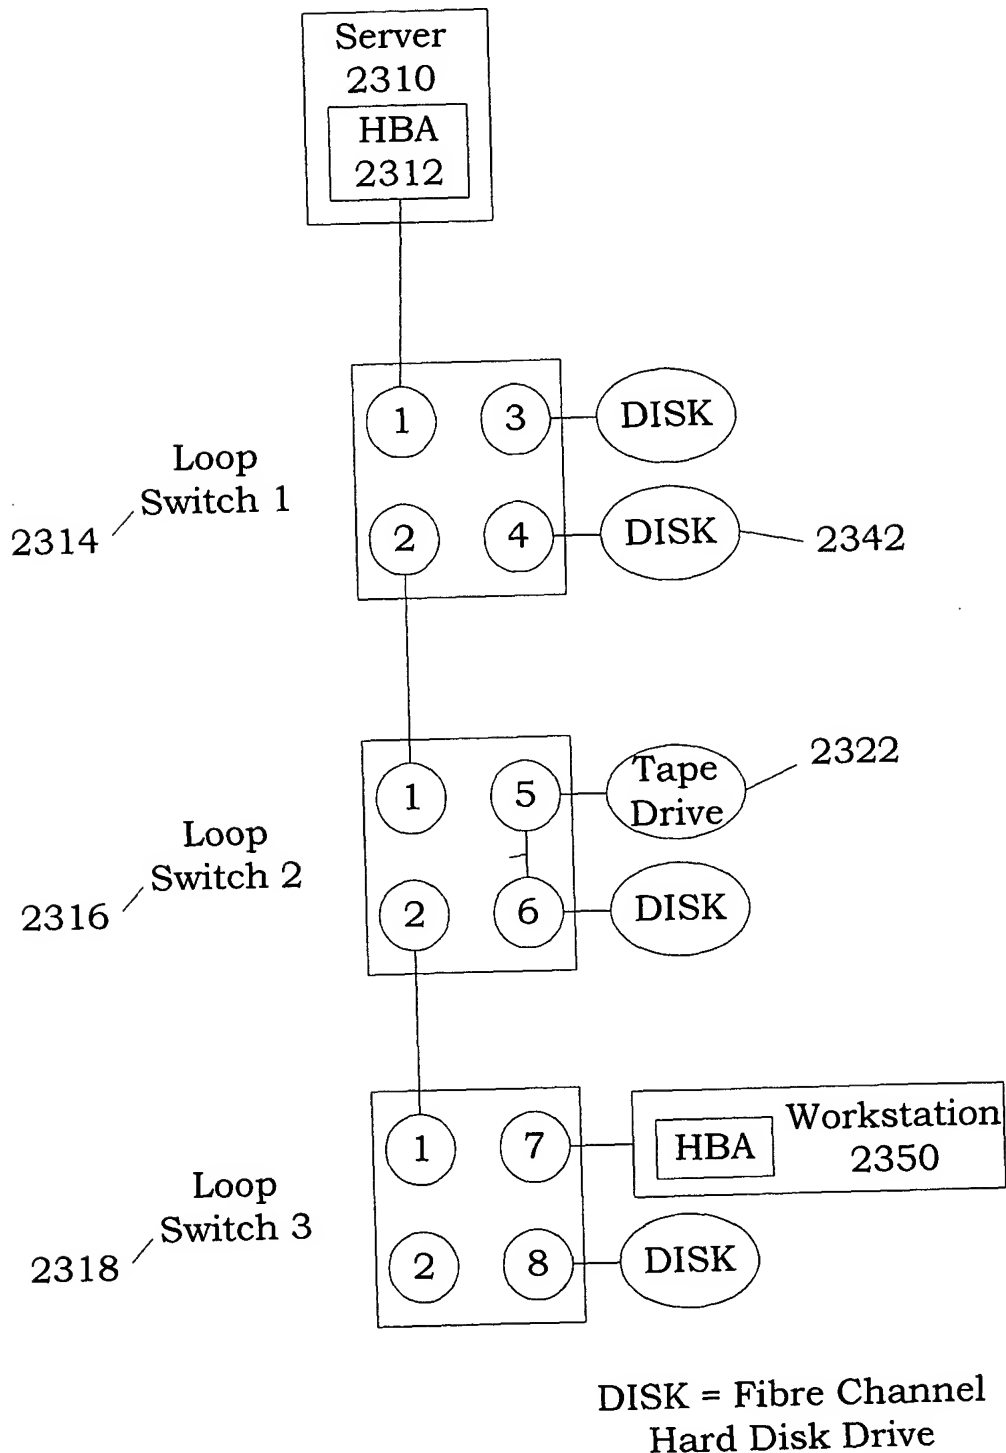 Server
2310
HBA
2312
1
3
DISK
Loop
Switch 1
2314
2
4
DISK
2342
1
5
Tape
Drive
2322
Loop
Switch 2
2316
2
6
DISK
1
7
HBA
Workstation
2350
Loop
Switch 3
2318
2
8
DISK
DISK = Fibre Channel
Hard Disk Drive